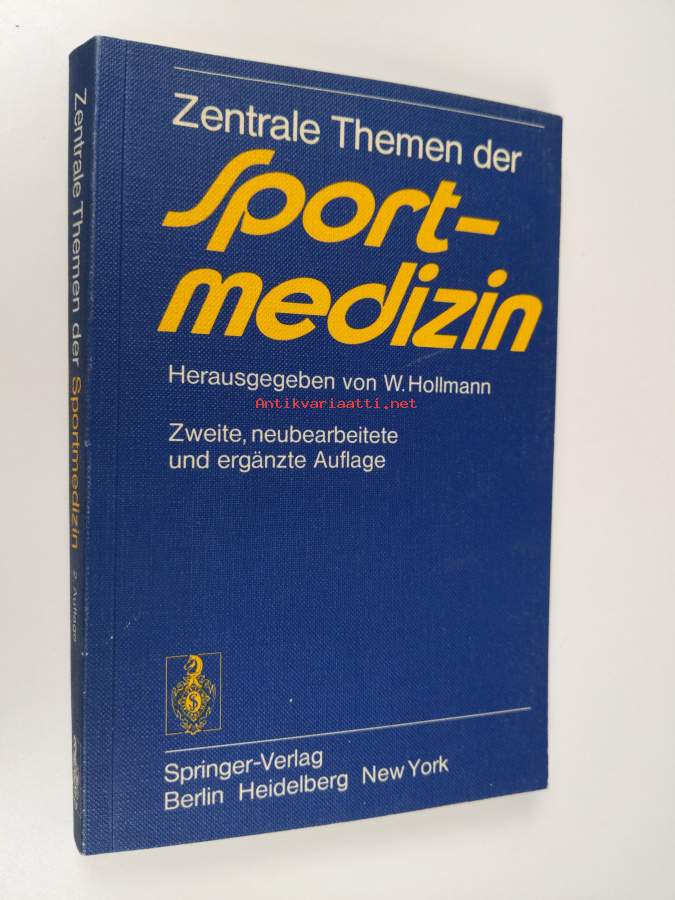 Zentrale Themen der
Sport-
medizin
Herausgegeben von W. Hollmann
Antikvariaatti.net
Zweite, neubearbeitete
und ergänzte Auflage
Springer-Verlag
Berlin Heidelberg New York
Zentrale Themen der Sportmedizin 2. Auflage